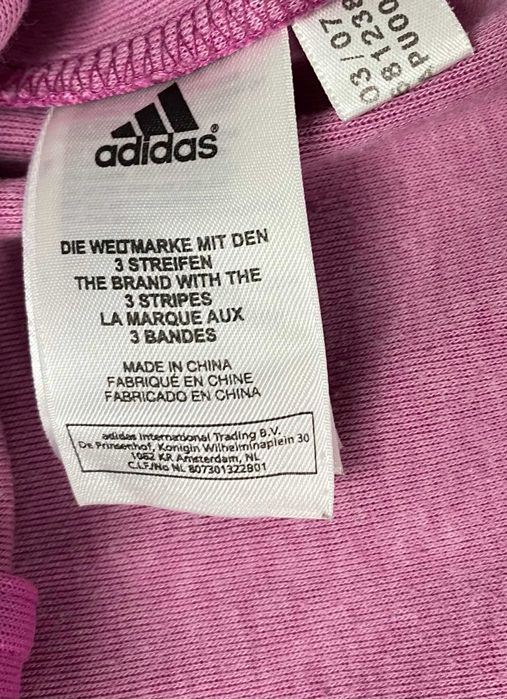 adidas®
DIE WELTMARKE MIT DEN
3 STREIFEN
THE BRAND WITH THE
3 STRIPES
LA MARQUE AUX
3 BANDES
MADE IN CHINA
FABRIQUÉ EN CHINE
FABRICADO EN CHINA
adidas International Trading B.V.
De Prinsenhof, Konigin Wilhelminaplein 30
1062 KR Amsterdam, NL
C.I.F./No NL 807301322B01
03/07